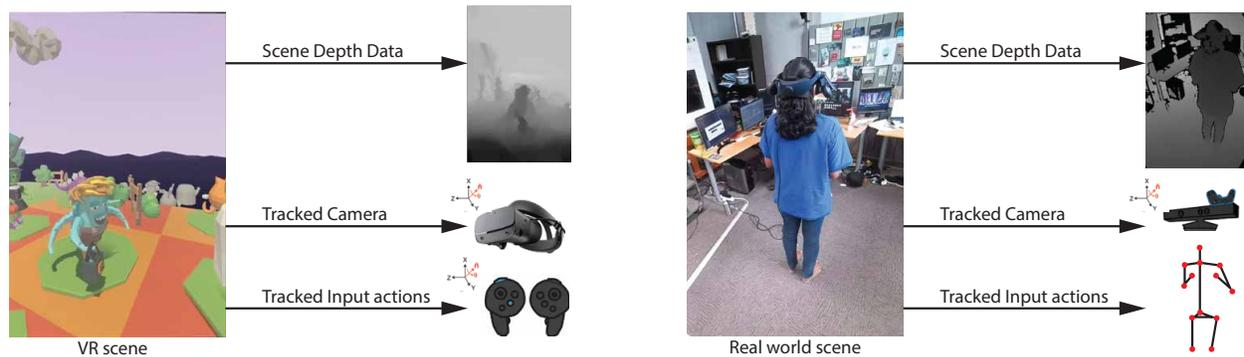 Scene Depth Data
Tracked Camera
X
Z
Y
X
Z
Y
Tracked Input actions
VR scene
Scene Depth Data
Tracked Camera
X
Z
Y
Tracked Input actions
Real world scene